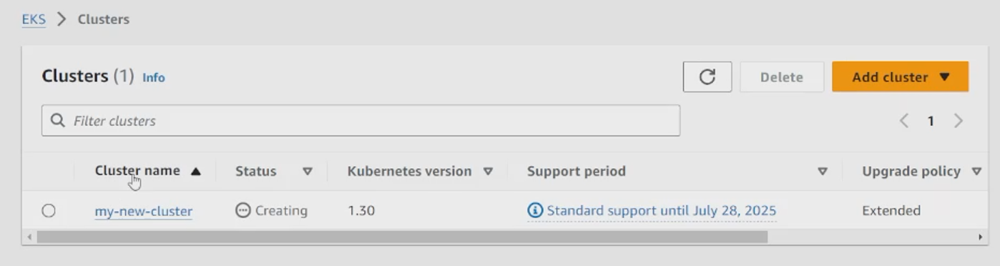 EKS > Clusters
Clusters (1) Info
Delete
Add cluster
Filter clusters
1
Cluster name Status Kubernetes version Support period Upgrade policy
my-new-cluster Creating 1.30 Standard support until July 28, 2025 Extended